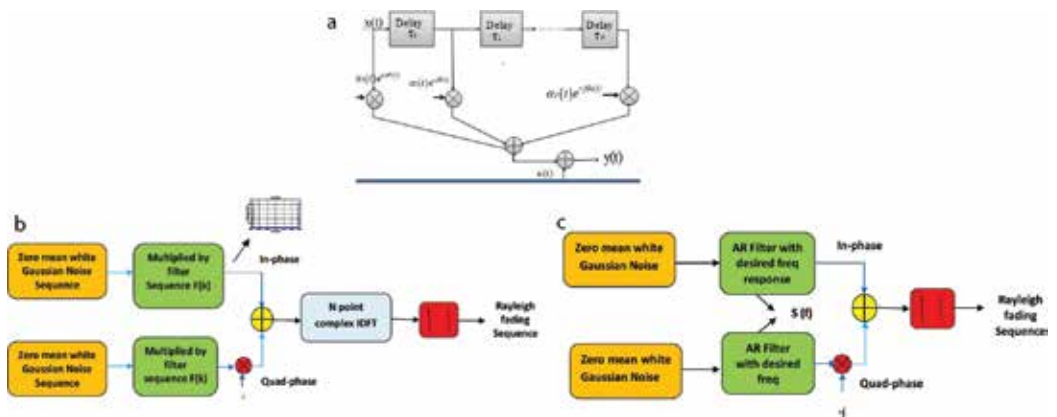 a
Delay
Delay
Delay
y(t)
b
Zero mean white
Gaussian Noise
Sequence
Multiplied by
filter
Sequence F[k]
In-phase
N point
complex IDFT
Rayleigh
fading
Sequence
Zero mean white
Gaussian Noise
Sequence
Multiplied by
filter
sequence F[k]
Quad-phase
c
Zero mean white
Gaussian Noise
AR Filter with
desired freq
response
In-phase
S (f)
Rayleigh
fading
Sequences
Zero mean white
Gaussian Noise
AR Filter
with desired
freq
Quad-phase